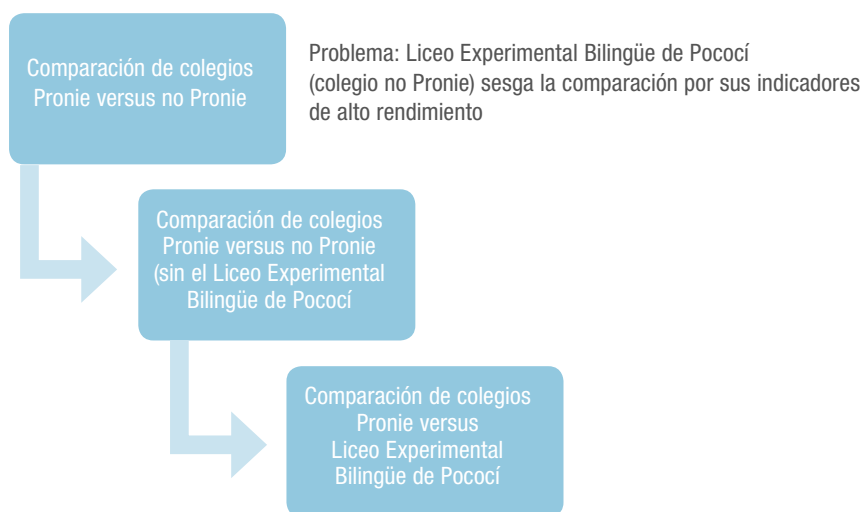 Comparación de colegios
Pronie versus no Pronie
Problema: Liceo Experimental Bilingüe de Pococí
(colegio no Pronie) sesga la comparación por sus indicadores
de alto rendimiento
Comparación de colegios
Pronie versus no Pronie
(sin el Liceo Experimental
Bilingüe de Pococí
Comparación de colegios
Pronie versus
Liceo Experimental
Bilingüe de Pococí